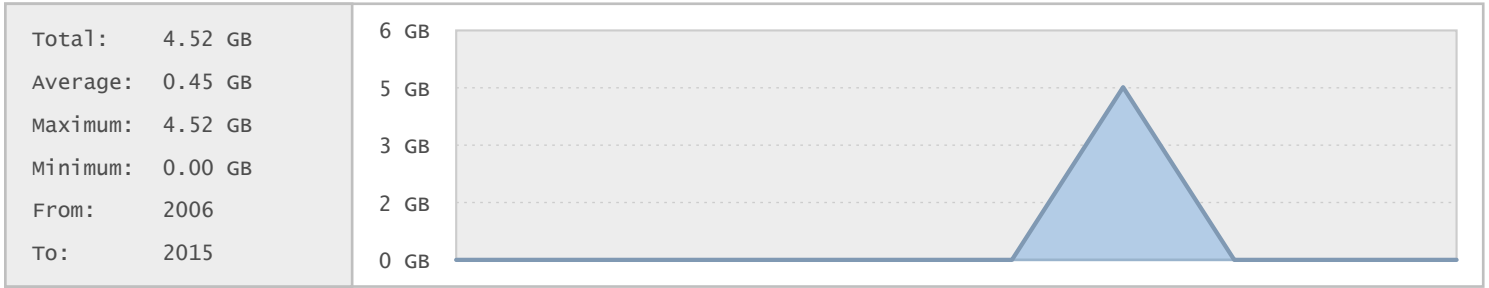 Total: 4.52 GB
Average: 0.45 GB
Maximum: 4.52 GB
Minimum: 0.00 GB
From: 2006
To: 2015
6 GB
5 GB
3 GB
2 GB
0 GB